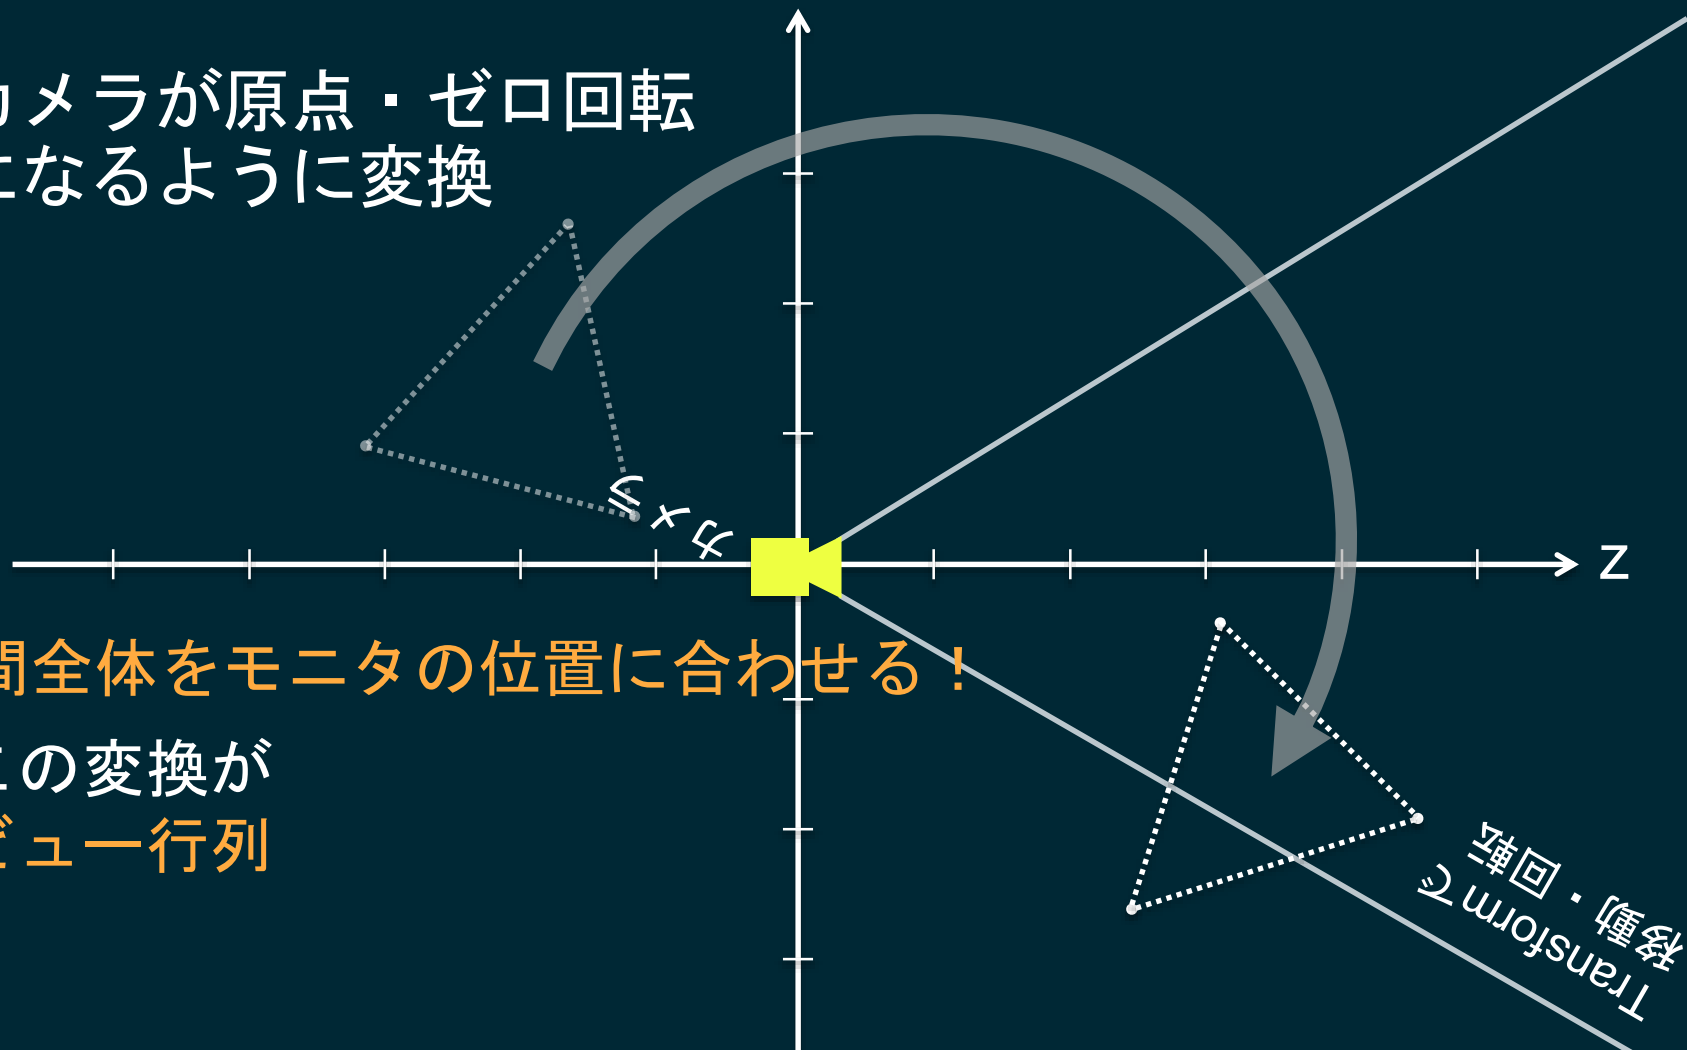 カメラが原点・ゼロ回転
になるように変換
カメラ
z
間全体をモニタの位置に合わせる！
この変換が
ビュー行列
Transformで
移動・回転